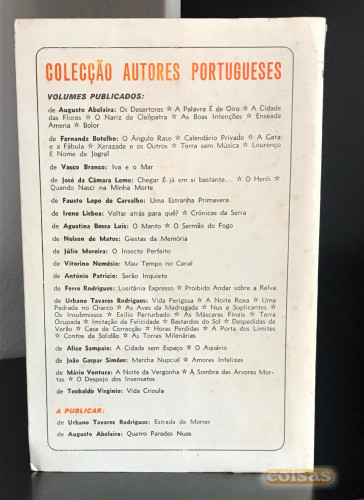 COLECÇÃO AUTORES PORTUGUESES
VOLUMES PUBLICADOS:
de Augusto Abelaira: Os Desertores ☆ A Palavra É de Oiro ☆ A Cidade
das Flores ☆ O Nariz de Cleópatra ☆ As Boas Intenções ☆ Enseada
Amena ☆ Bolor
de Fernanda Botelho: O Ângulo Raso ☆ Calendário Privado ☆ A Gata
e a Fábula ☆ Xerazade e os Outros ☆ Terra sem Música ☆ Lourenço
É Nome de Jogral
de Vasco Branco: Iva e o Mar
de José da Câmara Leme: Chegar É já em si bastante... ☆ O Herói ☆
Quando Nasci na Minha Morte
de Fausto Lopo de Carvalho: Uma Estranha Primavera
de Irene Lisboa: Voltar atrás para quê? ☆ Crónicas da Serra
de Agustina Bessa Luís: O Manto ☆ O Sermão do Fogo
de Nelson de Matos: Giestas da Memória
de Júlio Moreira: O Insecto Perfeito
de Vitorino Nemésio: Mau Tempo no Canal
de António Patrício: Serão Inquieto
de Ferro Rodrigues: Lusitânia Expresso ☆ Proibido Andar sobre a Relva
de Urbano Tavares Rodrigues: Vida Perigosa ☆ A Noite Roxa ☆ Uma
Pedrada no Charco ☆ As Aves da Madrugada ☆ Nus e Suplicantes ☆
Os Insubmissos ☆ Exílio Perturbado ☆ As Máscaras Finais ☆ Terra
Ocupada ☆ Imitação da Felicidade ☆ Bastardos do Sol ☆ Despedidas de
Verão ☆ Casa de Correcção ☆ Horas Perdidas ☆ A Porta dos Limites
☆ Contos da Solidão ☆ As Torres Milenárias
de Alice Sampaio: A Cidade sem Espaço ☆ O Aquário
de João Gaspar Simões: Marcha Nupcial ☆ Amores Infelizes
de Mário Ventura: A Noite da Vergonha ☆ À Sombra das Árvores Mor-
tas ☆ O Despojo dos Insensatos
de Teobaldo Virgínio: Vida Crioula
A PUBLICAR:
de Urbano Tavares Rodrigues: Estrada de Morrer
de Augusto Abelaira: Quatro Paredes Nuas
coisas